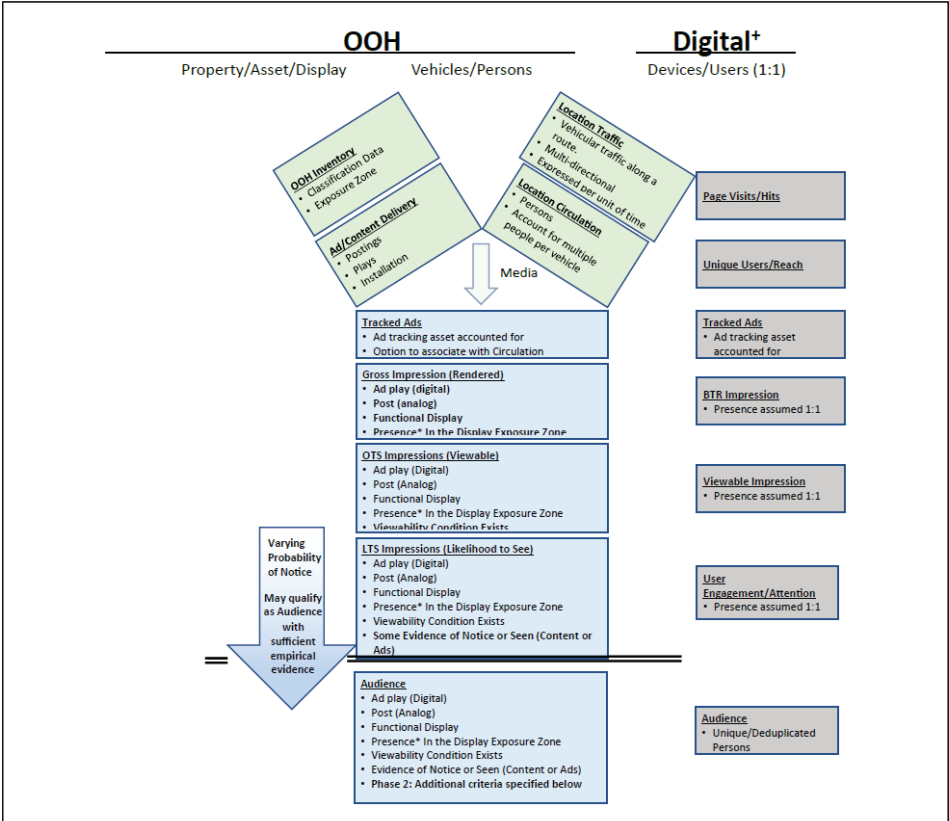 OOH
Digital+
Property/Asset/Display
Vehicles/Persons
Devices/Users (1:1)
OOH Inventory
• Classification Data
• Exposure Zone
Ad/Content Delivery
• Postings
• Plays
• Installation
Location Traffic
• Vehicular traffic along a
route.
• Multi-directional
• Expressed per unit of time
Location Circulation
• Persons
• Account for multiple
people per vehicle
Media
Page Visits/Hits
Unique Users/Reach
Tracked Ads
• Ad tracking asset accounted for
• Option to associate with Circulation
Tracked Ads
• Ad tracking asset
accounted for
Gross Impression (Rendered)
• Ad play (digital)
• Post (analog)
• Functional Display
• Presence* In the Display Exposure Zone
BTR Impression
• Presence assumed 1:1
OTS Impressions (Viewable)
• Ad play (Digital)
• Post (Analog)
• Functional Display
• Presence* In the Display Exposure Zone
• Viewability Condition Exists
Viewable Impression
• Presence assumed 1:1
Varying
Probability
of Notice
May qualify
as Audience
with
sufficient
empirical
evidence
LTS Impressions (Likelihood to See)
• Ad play (Digital)
• Post (Analog)
• Functional Display
• Presence* In the Display Exposure Zone
• Viewability Condition Exists
• Some Evidence of Notice or Seen (Content or
Ads)
User
Engagement/Attention
• Presence assumed 1:1
Audience
• Ad play (Digital)
• Post (Analog)
• Functional Display
• Presence* In the Display Exposure Zone
• Viewability Condition Exists
• Evidence of Notice or Seen (Content or Ads)
• Phase 2: Additional criteria specified below
Audience
• Unique/Deduplicated
Persons